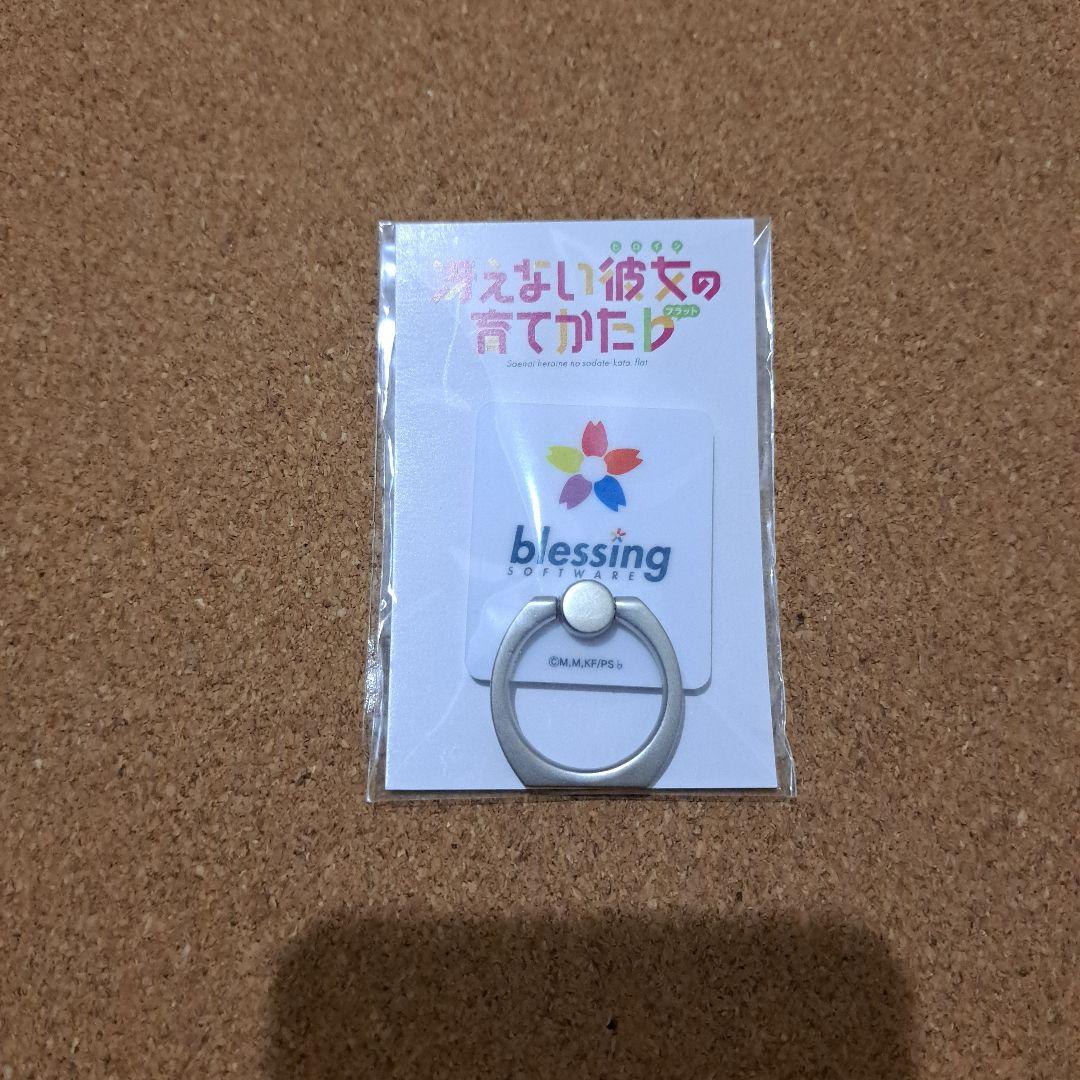 ヒロイン
冴えない彼女の
育てかた♭
フラット
Saenai heroine no sodate-kata. flat
blessing
SOFTWARE
©M,M,KF/PS♭